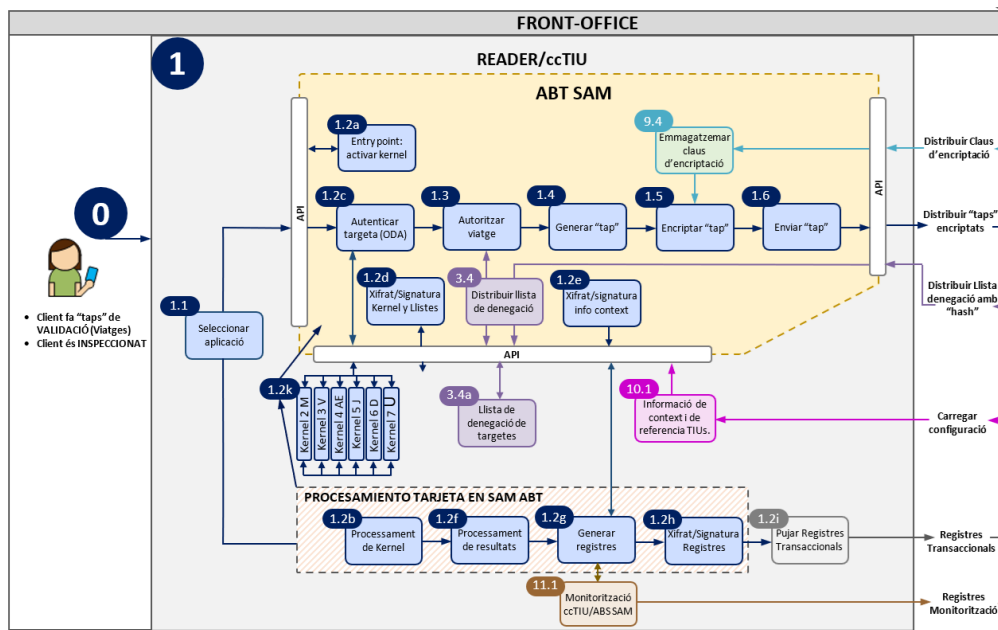 FRONT-OFFICE
1
READER/ccTIU
ABT SAM
0
Client fa “taps” de
VALIDACIÓ (Viatges)
Client és INSPECCIONAT
1.1
Seleccionar
aplicació
API
1.2a
Entry point:
activar kernel
9.4
Emmagatzemar
claus
d’encriptació
API
Distribuir Claus
d’encriptació
1.2c
Autenticar
targeta (ODA)
1.3
Autoritzar
viatge
1.4
Generar “tap”
1.5
Encriptar “tap”
1.6
Enviar “tap”
Distribuir “taps”
encriptats
1.2d
Xifrat/Signatura
Kernel y Llistes
3.4
Distribuir llista
de denegació
1.2e
Xifrat/signatura
info context
Distribuir Llista
denegació amb
“hash”
API
1.2k
Kernel 2 M
Kernel 3 V
Kernel 4 AE
Kernel 5 J
Kernel 6 D
Kernel 7 U
3.4a
Llista de
denegació de
targetes
10.1
Informació de
context i de
referencia TIUs.
Carregar
configuració
PROCESAMIENTO TARJETA EN SAM ABT
1.2b
Processament
de Kernel
1.2f
Processament
de resultats
1.2g
Generar
registres
1.2h
Xifrat/Signatura
Registres
1.2i
Pujar Registres
Transaccionals
Registres
Transaccionals
11.1
Monitorització
ccTIU/ABS SAM
Registres
Monitorització